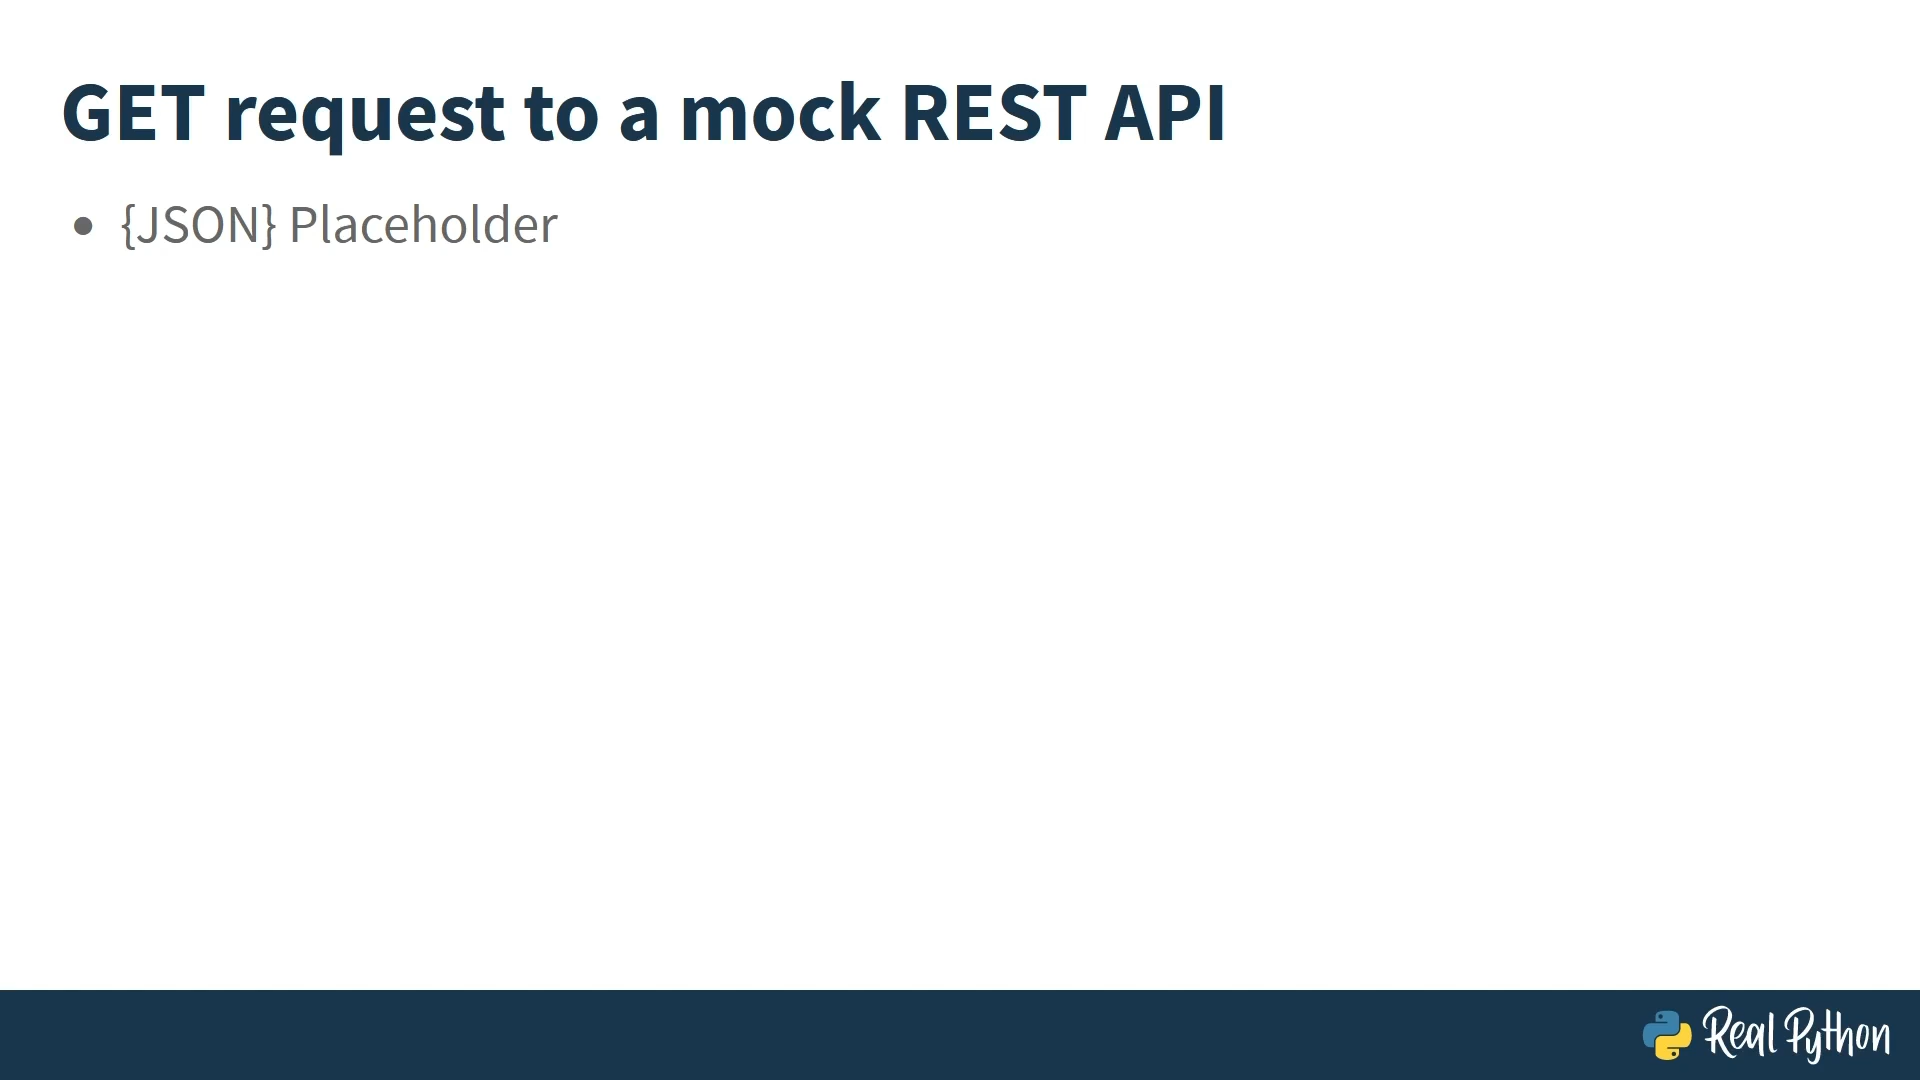 GET request to a mock REST API
• {JSON} Placeholder
Real Python